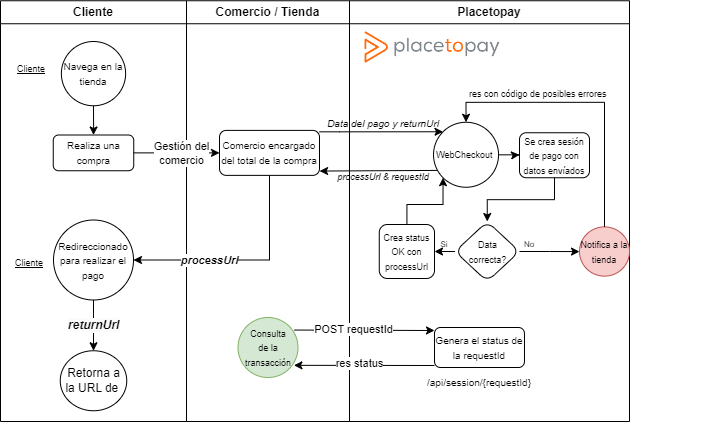 Cliente
Comercio / Tienda
Placetopay
placetopay
Cliente
Navega en la
tienda
res con código de posibles errores
Data del pago y returnUrl
Realiza una
compra
Gestión del
comercio
Comercio encargado
del total de la compra
WebCheckout
Se crea sesión
de pago con
datos envíados
processUrl & requestId
Cliente
Redireccionado
para realizar el
pago
processUrl
Crea status
OK con
processUrl
Si
Data
correcta?
No
Notifica a la
tienda
returnUrl
Consulta
de la
transacción
POST requestId
Genera el status de
la requestId
res status
Retorna a
la URL de
/api/session/{requestId}